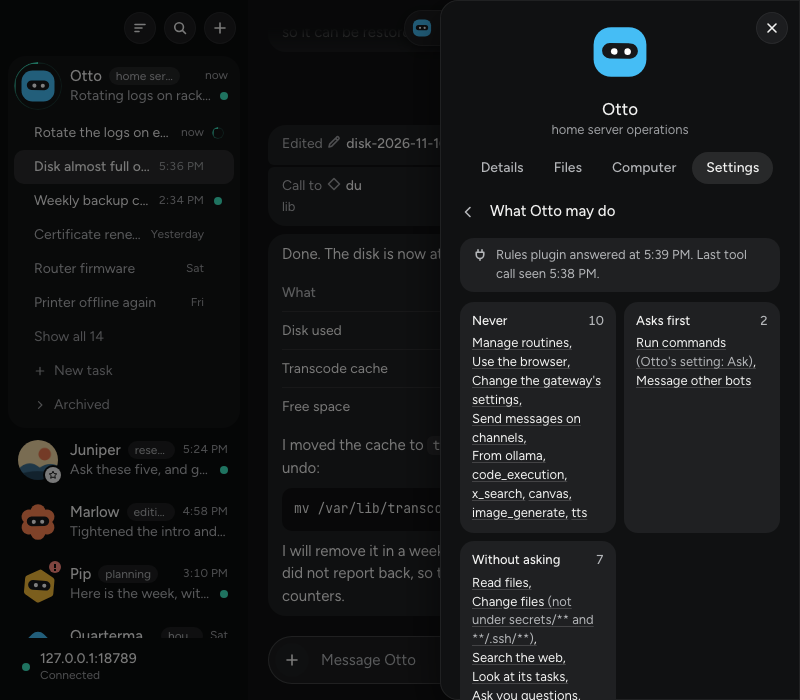 Otto home ser... now
Rotating logs on rack...
Rotate the logs on e... now
Disk almost full o... 5:36 PM
Weekly backup c... 2:34 PM
Certificate rene... Yesterday
Router firmware Sat
Printer offline again Fri
Show all 14
+ New task
Archived
Juniper rese... 5:24 PM
Ask these five, and g...
Marlow editi... 4:58 PM
Tightened the intro and...
Pip planning 3:10 PM
Here is the week, wit...
Quarterma hou... Sat
127.0.0.1:18789
Connected
so it can be restore
Edited disk-2026-11-1
Call to du
lib
Done. The disk is now at
What
Disk used
Transcode cache
Free space
I moved the cache to
undo:
mv /var/lib/transco
I will remove it in a week
did not report back, so t
counters.
+ Message Otto
Otto
home server operations
Details Files Computer Settings
What Otto may do
Rules plugin answered at 5:39 PM. Last tool
call seen 5:38 PM.
Never 10
Manage routines,
Use the browser,
Change the gateway's
settings,
Send messages on
channels,
From ollama,
code_execution,
x_search, canvas,
image_generate, tts
Asks first 2
Run commands
(Otto's setting: Ask),
Message other bots
Without asking 7
Read files,
Change files (not
under secrets/** and
**/.ssh/**),
Search the web,
Look at its tasks,
Ask you questions,